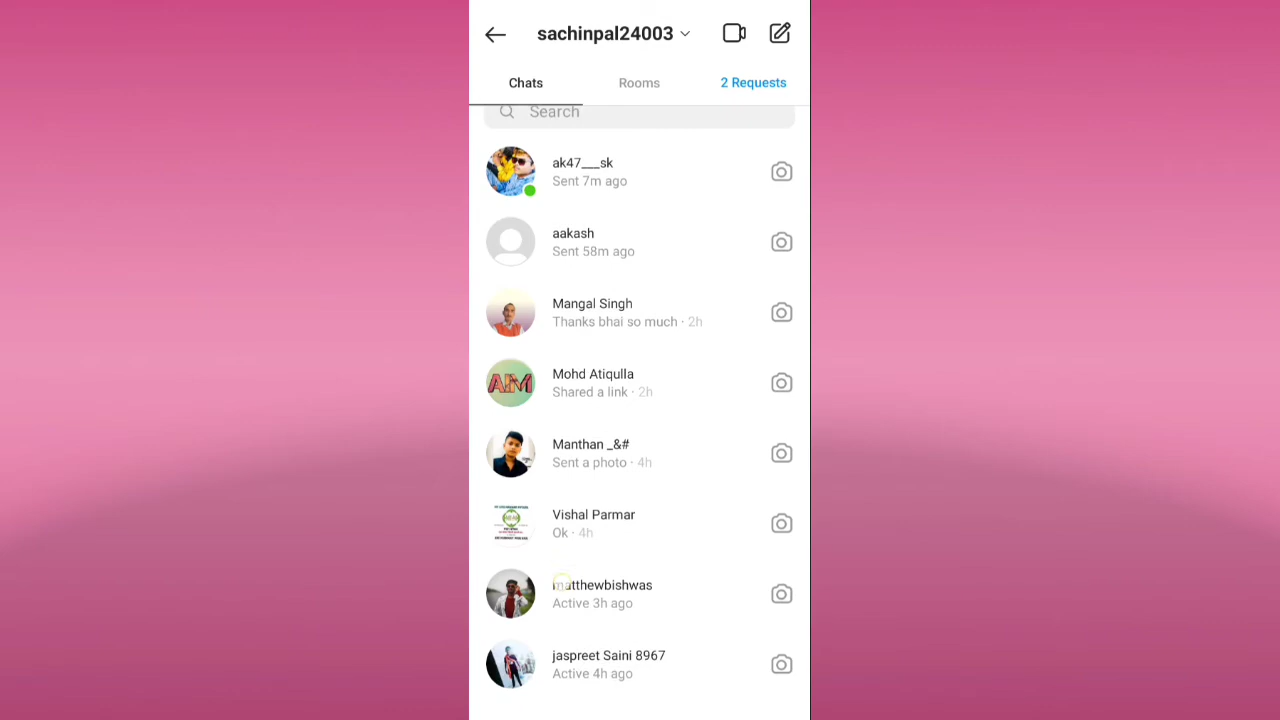 sachinpal24003
Chats
Rooms
2 Requests
Search
ak47___sk
Sent 7m ago
aakash
Sent 58m ago
Mangal Singh
Thanks bhai so much · 2h
Mohd Atiqulla
Shared a link · 2h
AIM
Manthan _&#
Sent a photo · 4h
Vishal Parmar
Ok · 4h
matthewbishwas
Active 3h ago
jaspreet Saini 8967
Active 4h ago